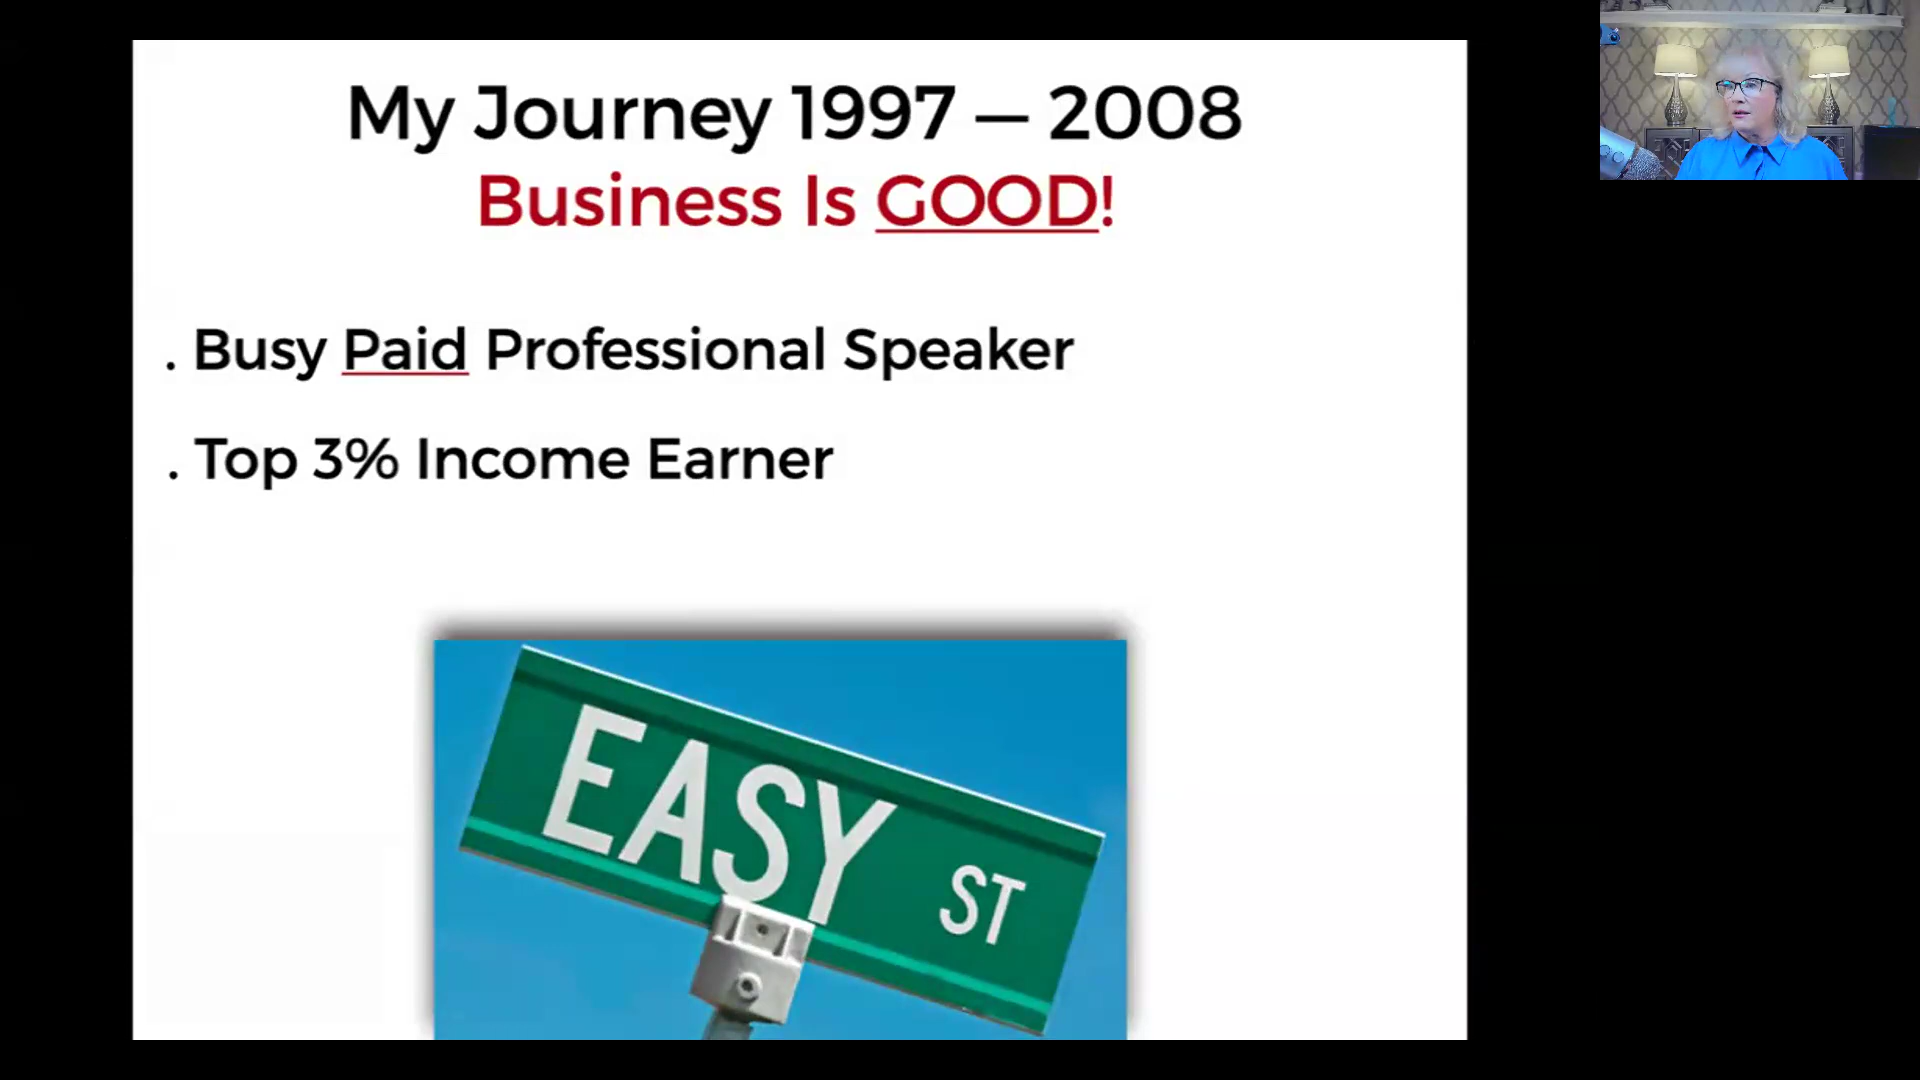 My Journey 1997 – 2008
Business Is GOOD!
. Busy Paid Professional Speaker
. Top 3% Income Earner
EASY ST